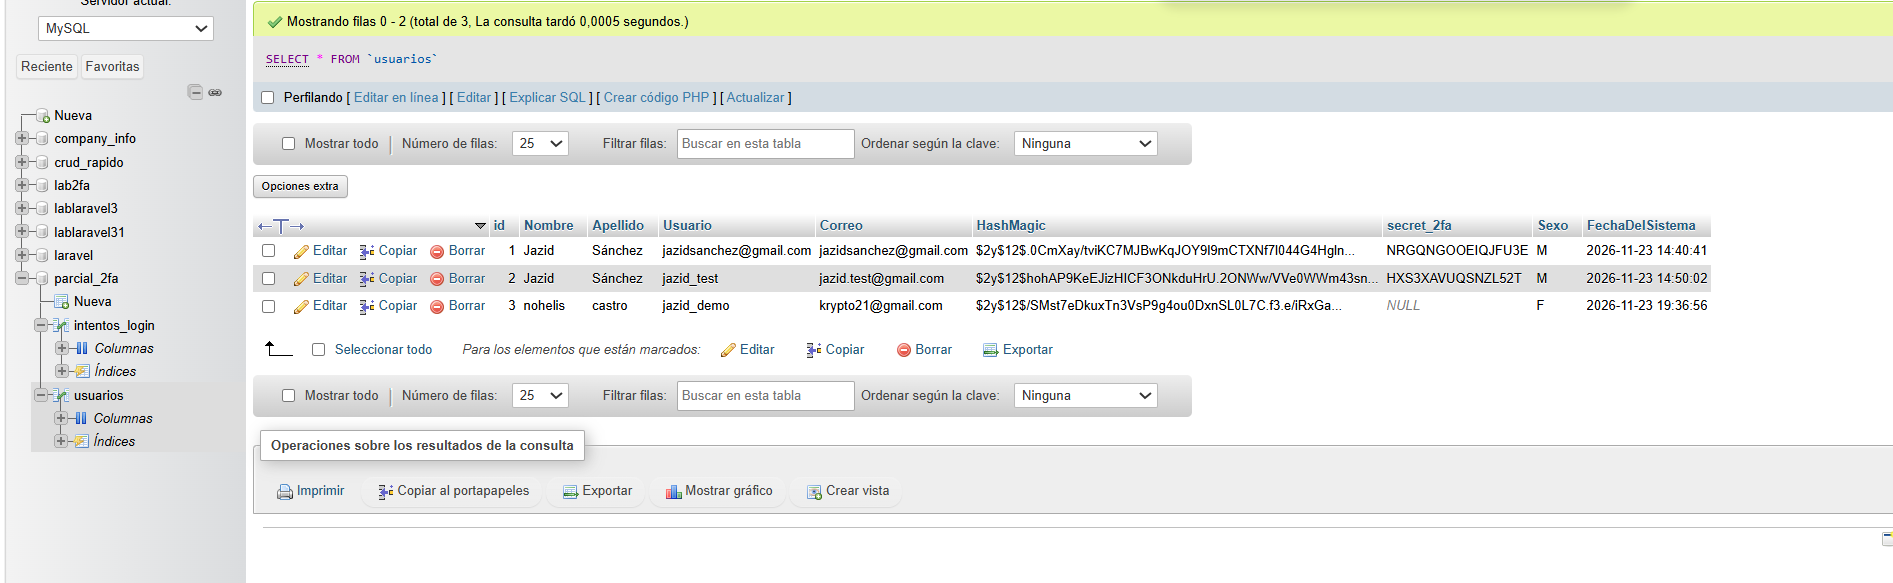 Servidor actual:
MySQL
Reciente Favoritas
Nueva
company_info
crud_rapido
lab2fa
lablaravel3
lablaravel31
laravel
parcial_2fa
Nueva
intentos_login
Columnas
Índices
usuarios
Columnas
Índices
Mostrando filas 0 - 2 (total de 3, La consulta tardó 0,0005 segundos.)
SELECT * FROM `usuarios`
Perfilando [ Editar en línea ] [ Editar ] [ Explicar SQL ] [ Crear código PHP ] [ Actualizar ]
Mostrar todo | Número de filas: 25 Filtrar filas: Buscar en esta tabla Ordenar según la clave: Ninguna
Opciones extra
id Nombre Apellido Usuario Correo HashMagic secret_2fa Sexo FechaDelSistema
Editar Copiar Borrar 1 Jazid Sánchez jazidsanchez@gmail.com jazidsanchez@gmail.com $2y$12$.0CmXay/tviKC7MJBwKqJOY9l9mCTXNf7I044G4Hgln... NRGQNGOOEIQJFU3E M 2026-11-23 14:40:41
Editar Copiar Borrar 2 Jazid Sánchez jazid_test jazid.test@gmail.com $2y$12$hohAP9KeEJizHICF3ONkduHrU.2ONWw/VVe0WWm43sn... HXS3XAVUQSNZL52T M 2026-11-23 14:50:02
Editar Copiar Borrar 3 nohelis castro jazid_demo krypto21@gmail.com $2y$12$/SMst7eDkuxTn3VsP9g4ou0DxnSL0L7C.f3.e/iRxGa... NULL F 2026-11-23 19:36:56
Seleccionar todo Para los elementos que están marcados: Editar Copiar Borrar Exportar
Mostrar todo | Número de filas: 25 Filtrar filas: Buscar en esta tabla Ordenar según la clave: Ninguna
Operaciones sobre los resultados de la consulta
Imprimir Copiar al portapapeles Exportar Mostrar gráfico Crear vista